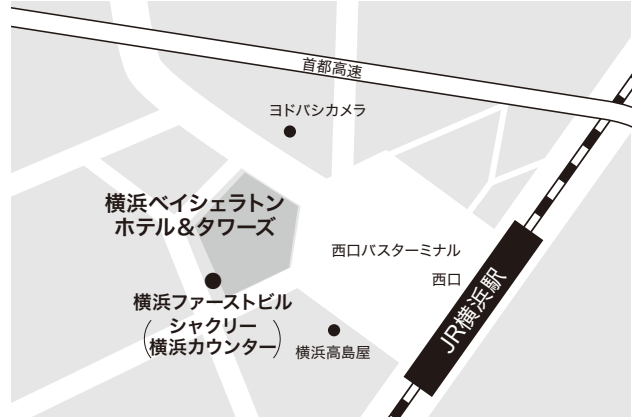 首都高速
ヨドバシカメラ
横浜ベイシェラトン
ホテル&タワーズ
西口バスターミナル
西口
JR横浜駅
横浜ファーストビル
(シャクリー
横浜カウンター)
横浜高島屋